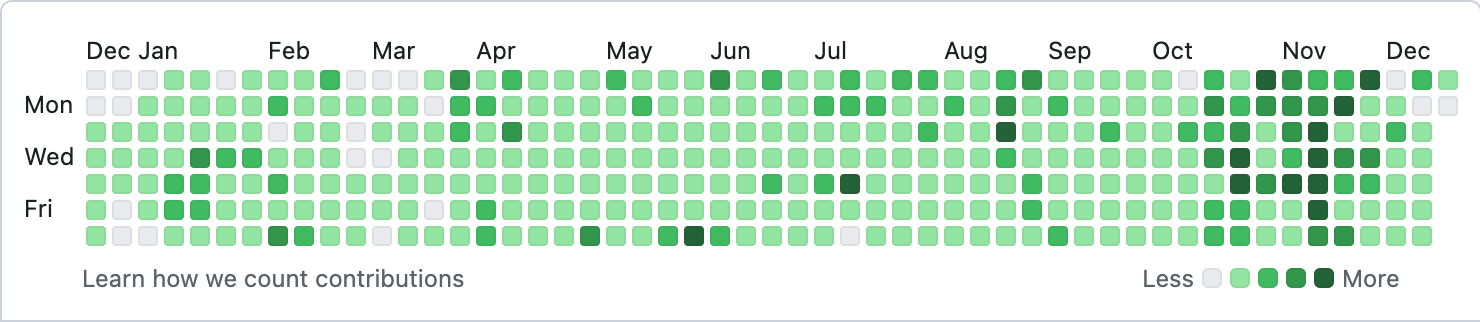 Dec Jan Feb Mar Apr May Jun Jul Aug Sep Oct Nov Dec
Mon
Wed
Fri
Learn how we count contributions
Less More